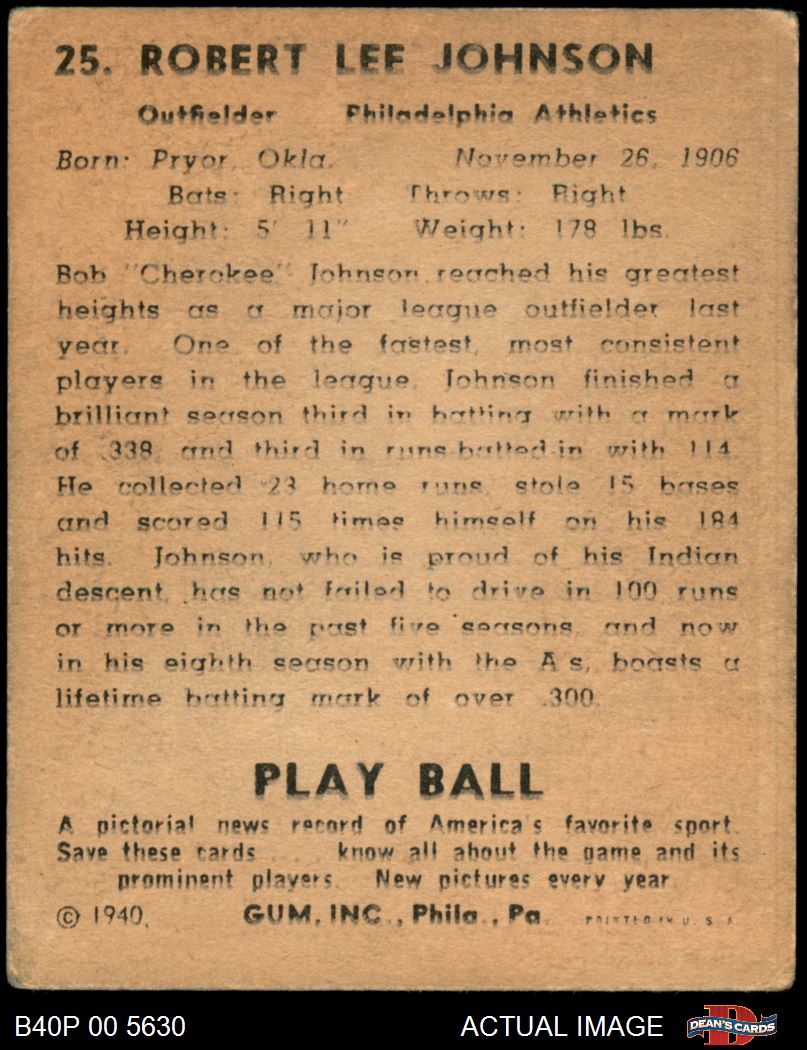 25. ROBERT LEE JOHNSON
Outfielder Philadelphia Athletics
Born: Pryor, Okla. November 26, 1906
Bats: Right Throws: Right
Height: 5' 11" Weight: 178 lbs.
Bob "Cherokee" Johnson reached his greatest
heights as a major league outfielder last
year. One of the fastest, most consistent
players in the league, Johnson finished a
brilliant season third in batting with a mark
of .338 and third in runs-batted-in with 114.
He collected 23 home runs, stole 15 bases
and scored 115 times himself on his 184
hits. Johnson, who is proud of his Indian
descent, has not failed to drive in 100 runs
or more in the past five seasons, and now
in his eighth season with the A's, boasts a
lifetime batting mark of over .300.
PLAY BALL
A pictorial news record of America's favorite sport.
Save these cards . . . . know all about the game and its
prominent players. New pictures every year.
© 1940, GUM, INC., Phila., Pa. PRINTED IN U. S. A.
B40P 00 5630 ACTUAL IMAGE
D
DEAN'S CARDS